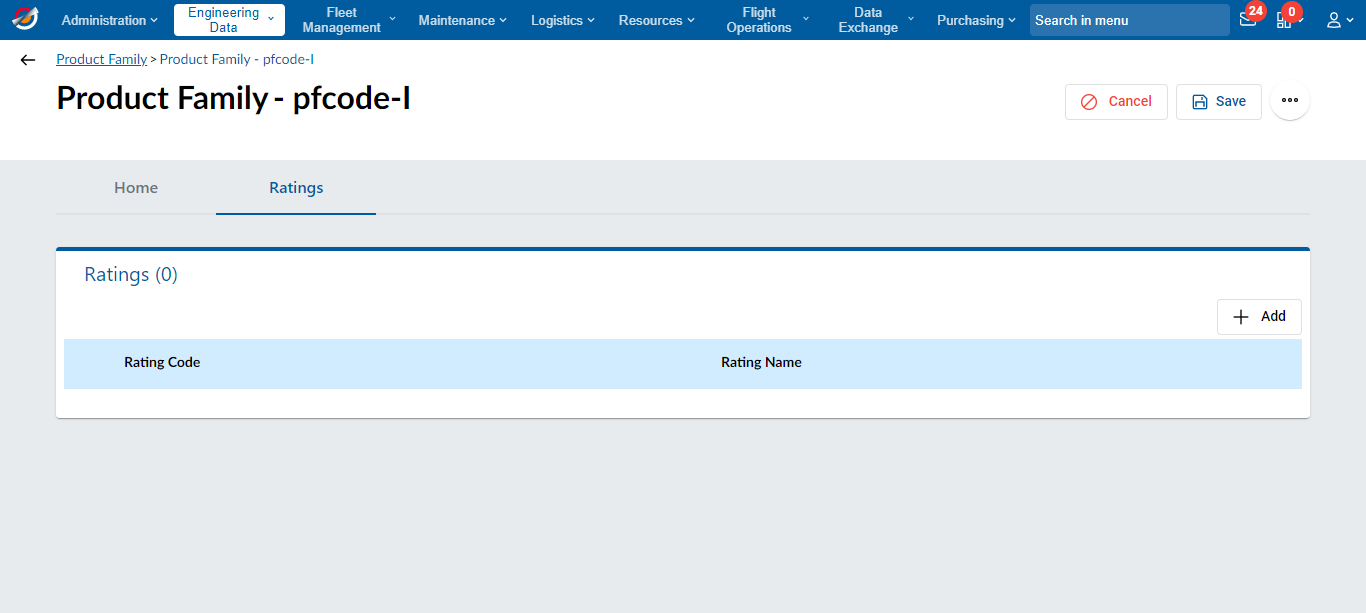 Administration
Engineering
Data
Fleet
Management
Maintenance
Logistics
Resources
Flight
Operations
Data
Exchange
Purchasing
Search in menu
24
0
Product Family > Product Family - pfcode-I
Product Family - pfcode-I
Cancel
Save
Home
Ratings
Ratings (0)
Add
Rating Code
Rating Name